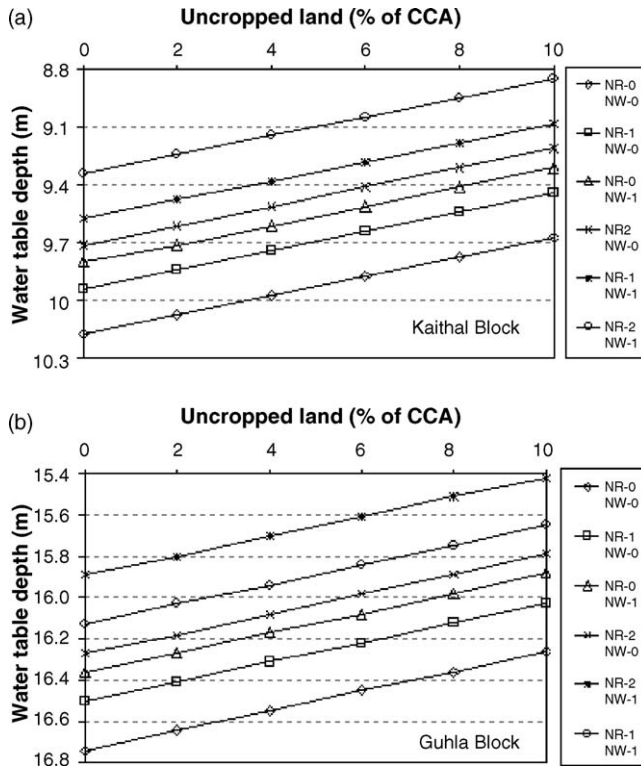 (a)
Uncropped land (% of CCA)
0 2 4 6 8 10
Water table depth (m)
8.8
9.1
9.4
9.7
10
10.3
Kaithal Block
NR-0
NW-0
NR-1
NW-0
NR-0
NW-1
NR2
NW-0
NR-1
NW-1
NR-2
NW-1
(b)
Uncropped land (% of CCA)
0 2 4 6 8 10
Water table depth (m)
15.4
15.6
15.8
16.0
16.2
16.4
16.6
16.8
Guhla Block
NR-0
NW-0
NR-1
NW-0
NR-0
NW-1
NR-2
NW-0
NR-2
NW-1
NR-1
NW-1